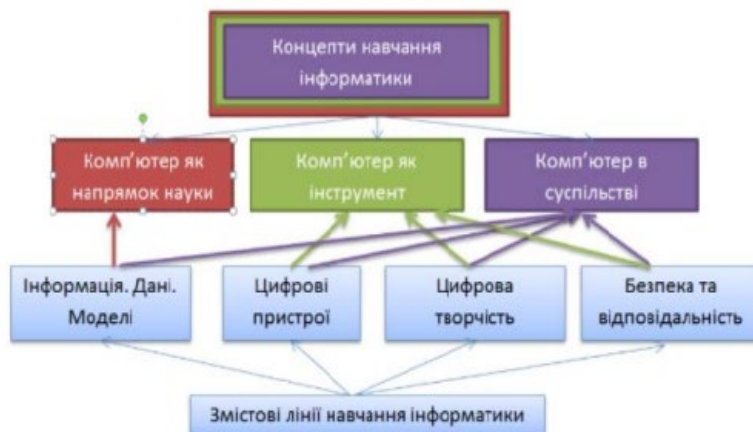 Концепти навчання
інформатики
Комп'ютер як
напрямок науки
Комп'ютер як
інструмент
Комп'ютер в
суспільстві
Інформація. Дані.
Моделі
Цифрові
пристрої
Цифрова
творчість
Безпека та
відповідальність
Змістові лінії навчання інформатики